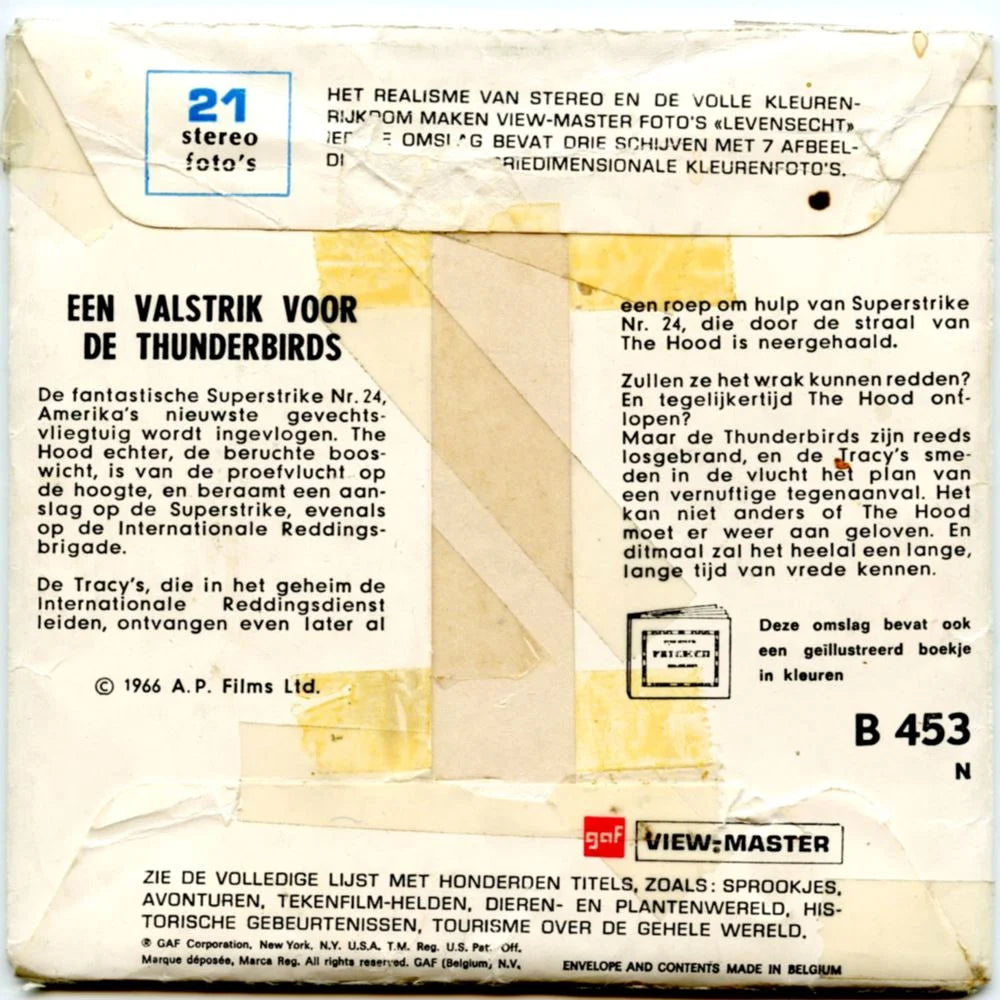 21
stereo
foto's
HET REALISME VAN STEREO EN DE VOLLE KLEUREN-
RIJKDOM MAKEN VIEW-MASTER FOTO'S «LEVENSECHT»
OMSLAG BEVAT DRIE SCHIJVEN MET 7 AFBEEL-
DRIEDIMENSIONALE KLEURENFOTO'S.
EEN VALSTRIK VOOR
DE THUNDERBIRDS
De fantastische Superstrike Nr. 24,
Amerika's nieuwste gevechts-
vliegtuig wordt ingevlogen. The
Hood echter, de beruchte boos-
wicht, is van de proefvlucht op
de hoogte, en beraamt een aan-
slag op de Superstrike, evenals
op de Internationale Reddings-
brigade.
De Tracy's, die in het geheim de
Internationale Reddingsdienst
leiden, ontvangen even later al
© 1966 A.P. Films Ltd.
een roep om hulp van Superstrike
Nr. 24, die door de straal van
The Hood is neergehaald.
Zullen ze het wrak kunnen redden?
En tegelijkertijd The Hood ont-
lopen?
Maar de Thunderbirds zijn reeds
losgebrand, en de Tracy's sme-
den in de vlucht het plan van
een vernuftige tegenaanval. Het
kan niet anders of The Hood
moet er weer aan geloven. En
ditmaal zal het heelal een lange,
lange tijd van vrede kennen.
Deze omslag bevat ook
een geïllustreerd boekje
in kleuren
B 453
N
gaf VIEW-MASTER
ZIE DE VOLLEDIGE LIJST MET HONDERDEN TITELS, ZOALS: SPROOKJES,
AVONTUREN, TEKENFILM-HELDEN, DIEREN- EN PLANTENWERELD, HIS-
TORISCHE GEBEURTENISSEN, TOURISME OVER DE GEHELE WERELD.
® GAF Corporation, New York, N.Y. U.S.A. T.M. Reg. U.S. Pat. Off.
Marque déposée, Marca Reg. All rights reserved. GAF (Belgium) N.V.
ENVELOPE AND CONTENTS MADE IN BELGIUM